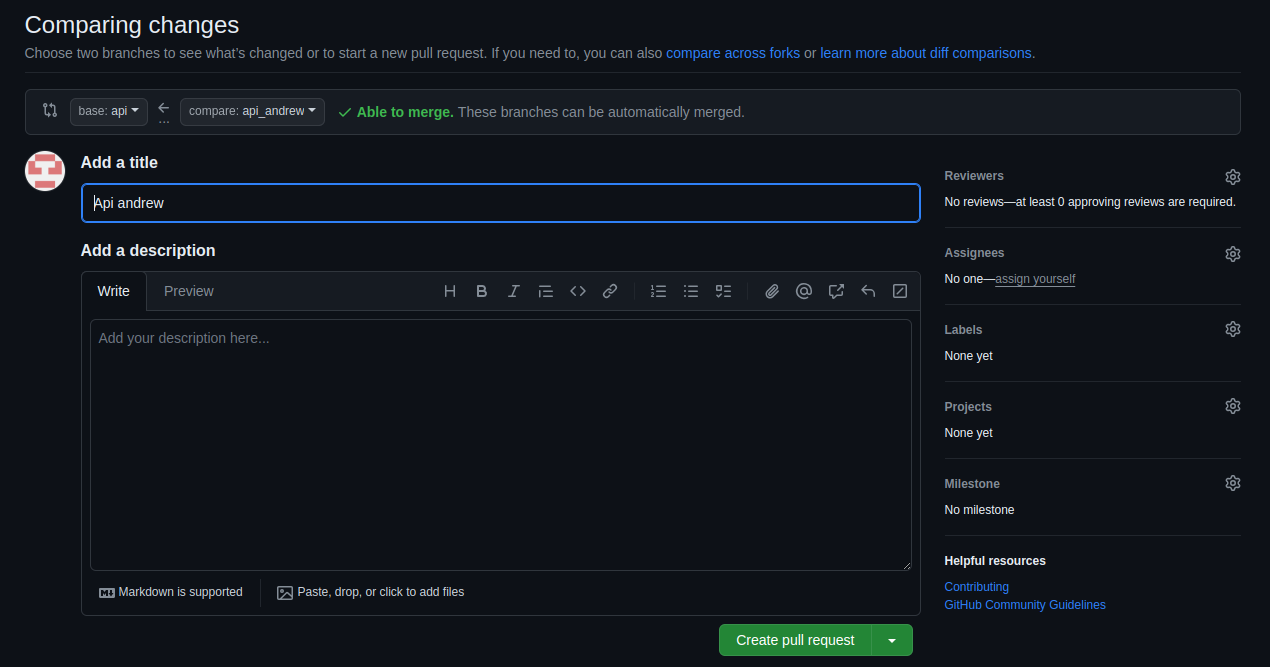 Comparing changes
Choose two branches to see what's changed or to start a new pull request. If you need to, you can also compare across forks or learn more about diff comparisons.
base: api compare: api_andrew Able to merge. These branches can be automatically merged.
Add a title
Api andrew
Add a description
Write Preview
Add your description here...
Markdown is supported Paste, drop, or click to add files
Create pull request
Reviewers
No reviews—at least 0 approving reviews are required.
Assignees
No one—assign yourself
Labels
None yet
Projects
None yet
Milestone
No milestone
Helpful resources
Contributing
GitHub Community Guidelines